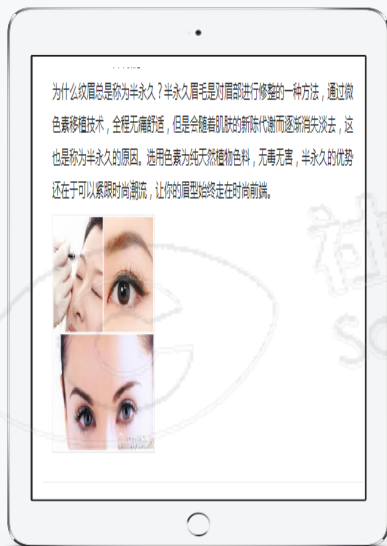 为什么纹眉总是称为半永久？半永久眉毛是对眉部进行修整的一种方法，通过微
色素移植技术，全程无痛舒适，但是会随着肌肤的新陈代谢而逐渐消失淡去，这
也是称为半永久的原因。选用色素为纯天然植物色料，无毒无害，半永久的优势
还在于可以紧跟时尚潮流，让你的眉型始终走在时尚前端。